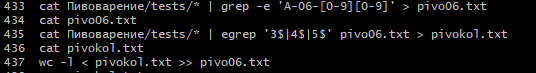 433 cat Пивоварение/tests/* | grep -e 'A-06-[0-9][0-9]' > pivo06.txt
434 cat pivo06.txt
435 cat Пивоварение/tests/* | egrep '3$|4$|5$' pivo06.txt > pivokol.txt
436 cat pivokol.txt
437 wc -l < pivokol.txt >> pivo06.txt